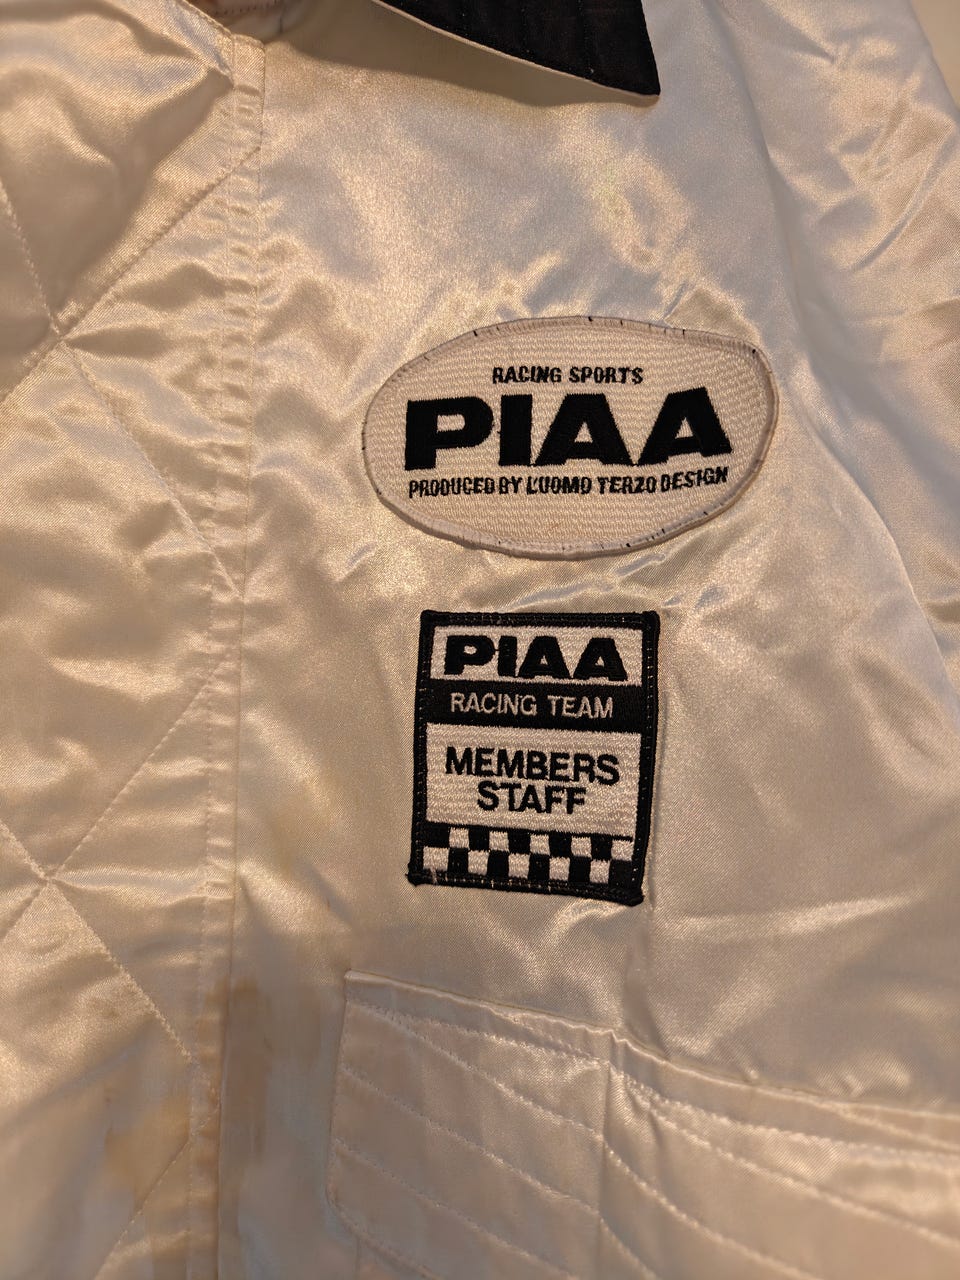 RACING SPORTS
PIAA
PRODUCED BY L'UOMO TERZO DESIGN
PIAA
RACING TEAM
MEMBERS
STAFF